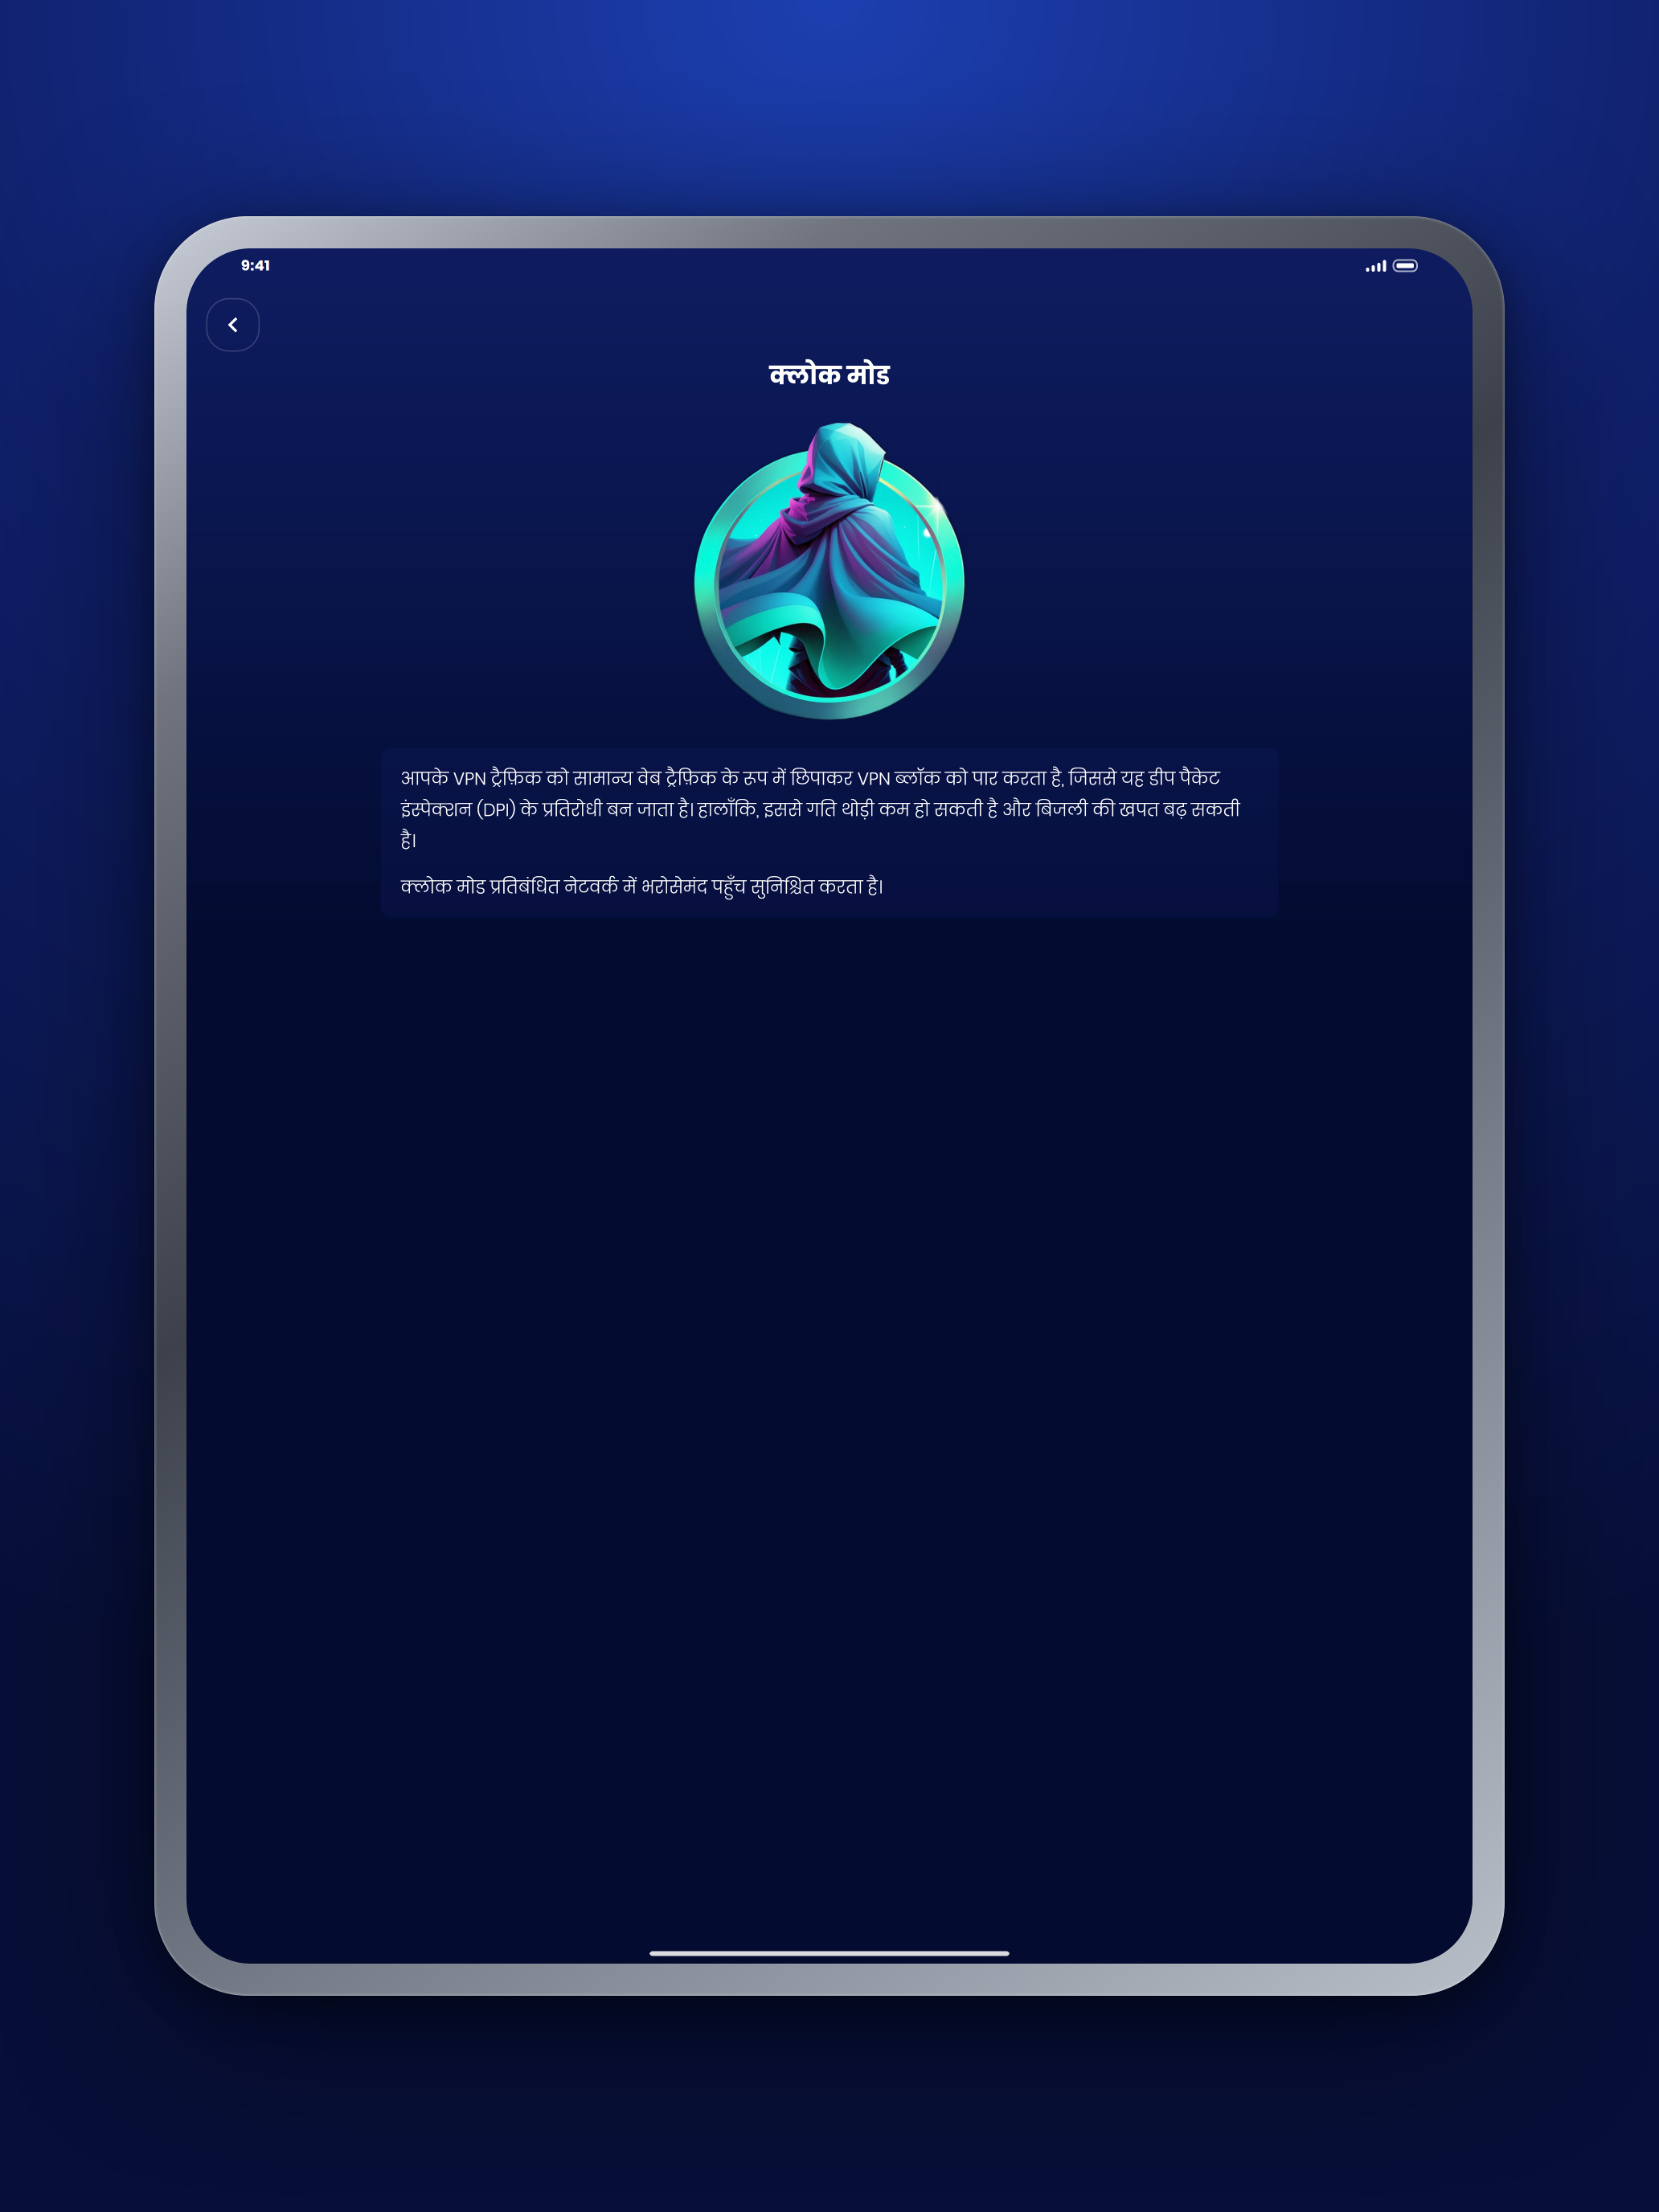 9:41
क्लोक मोड
आपके VPN ट्रैफ़िक को सामान्य वेब ट्रैफ़िक के रूप में छिपाकर VPN ब्लॉक को पार करता है, जिससे यह डीप पैकेट
इंस्पेक्शन (DPI) के प्रतिरोधी बन जाता है। हालाँकि, इससे गति थोड़ी कम हो सकती है और बिजली की खपत बढ़ सकती
है।
क्लोक मोड प्रतिबंधित नेटवर्क में भरोसेमंद पहुँच सुनिश्चित करता है।